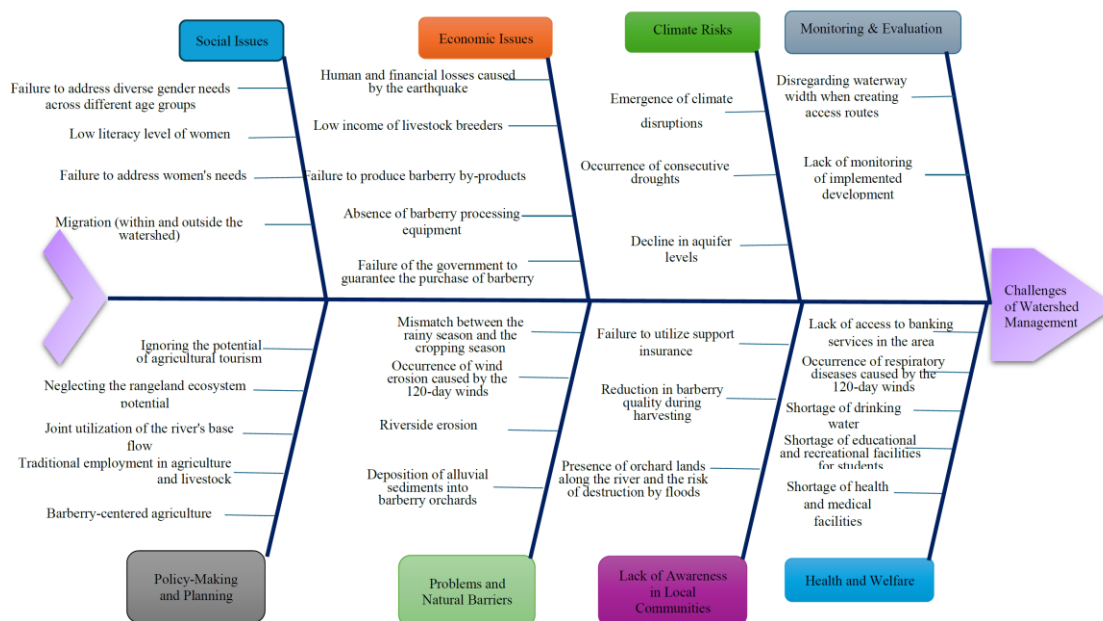 Social Issues
Failure to address diverse gender needs
across different age groups
Low literacy level of women
Failure to address women's needs
Migration (within and outside the
watershed)
Economic Issues
Human and financial losses caused
by the earthquake
Low income of livestock breeders
Failure to produce barberry by-products
Absence of barberry processing
equipment
Failure of the government to
guarantee the purchase of barberry
Climate Risks
Emergence of climate
disruptions
Occurrence of consecutive
droughts
Decline in aquifer
levels
Monitoring & Evaluation
Disregarding waterway
width when creating
access routes
Lack of monitoring
of implemented
development
Challenges
of Watershed
Management
Ignoring the potential
of agricultural tourism
Neglecting the rangeland ecosystem
potential
Joint utilization of the river's base
flow
Traditional employment in agriculture
and livestock
Barberry-centered agriculture
Policy-Making
and Planning
Mismatch between the
rainy season and the
cropping season
Occurrence of wind
erosion caused by the
120-day winds
Riverside erosion
Deposition of alluvial
sediments into
barberry orchards
Problems and
Natural Barriers
Failure to utilize support
insurance
Reduction in barberry
quality during
harvesting
Presence of orchard lands
along the river and the risk
of destruction by floods
Lack of Awareness
in Local
Communities
Lack of access to banking
services in the area
Occurrence of respiratory
diseases caused by the
120-day winds
Shortage of drinking
water
Shortage of educational
and recreational facilities
for students
Shortage of health
and medical
facilities
Health and Welfare